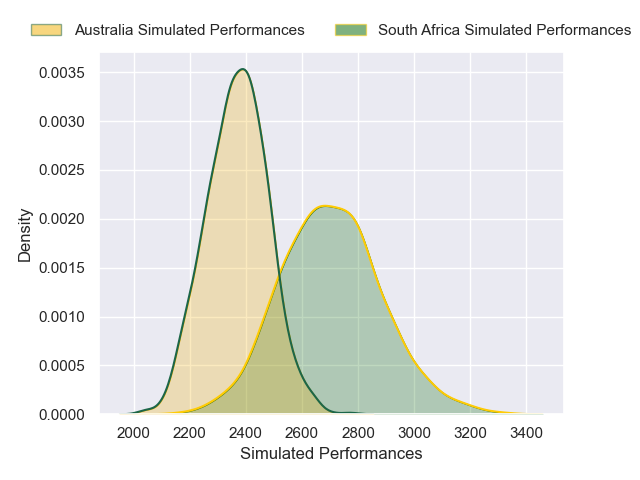 Australia Simulated Performances
South Africa Simulated Performances
0.0035
0.0030
0.0025
0.0020
0.0015
0.0010
0.0005
0.0000
Density
2000 2200 2400 2600 2800 3000 3200 3400
Simulated Performances